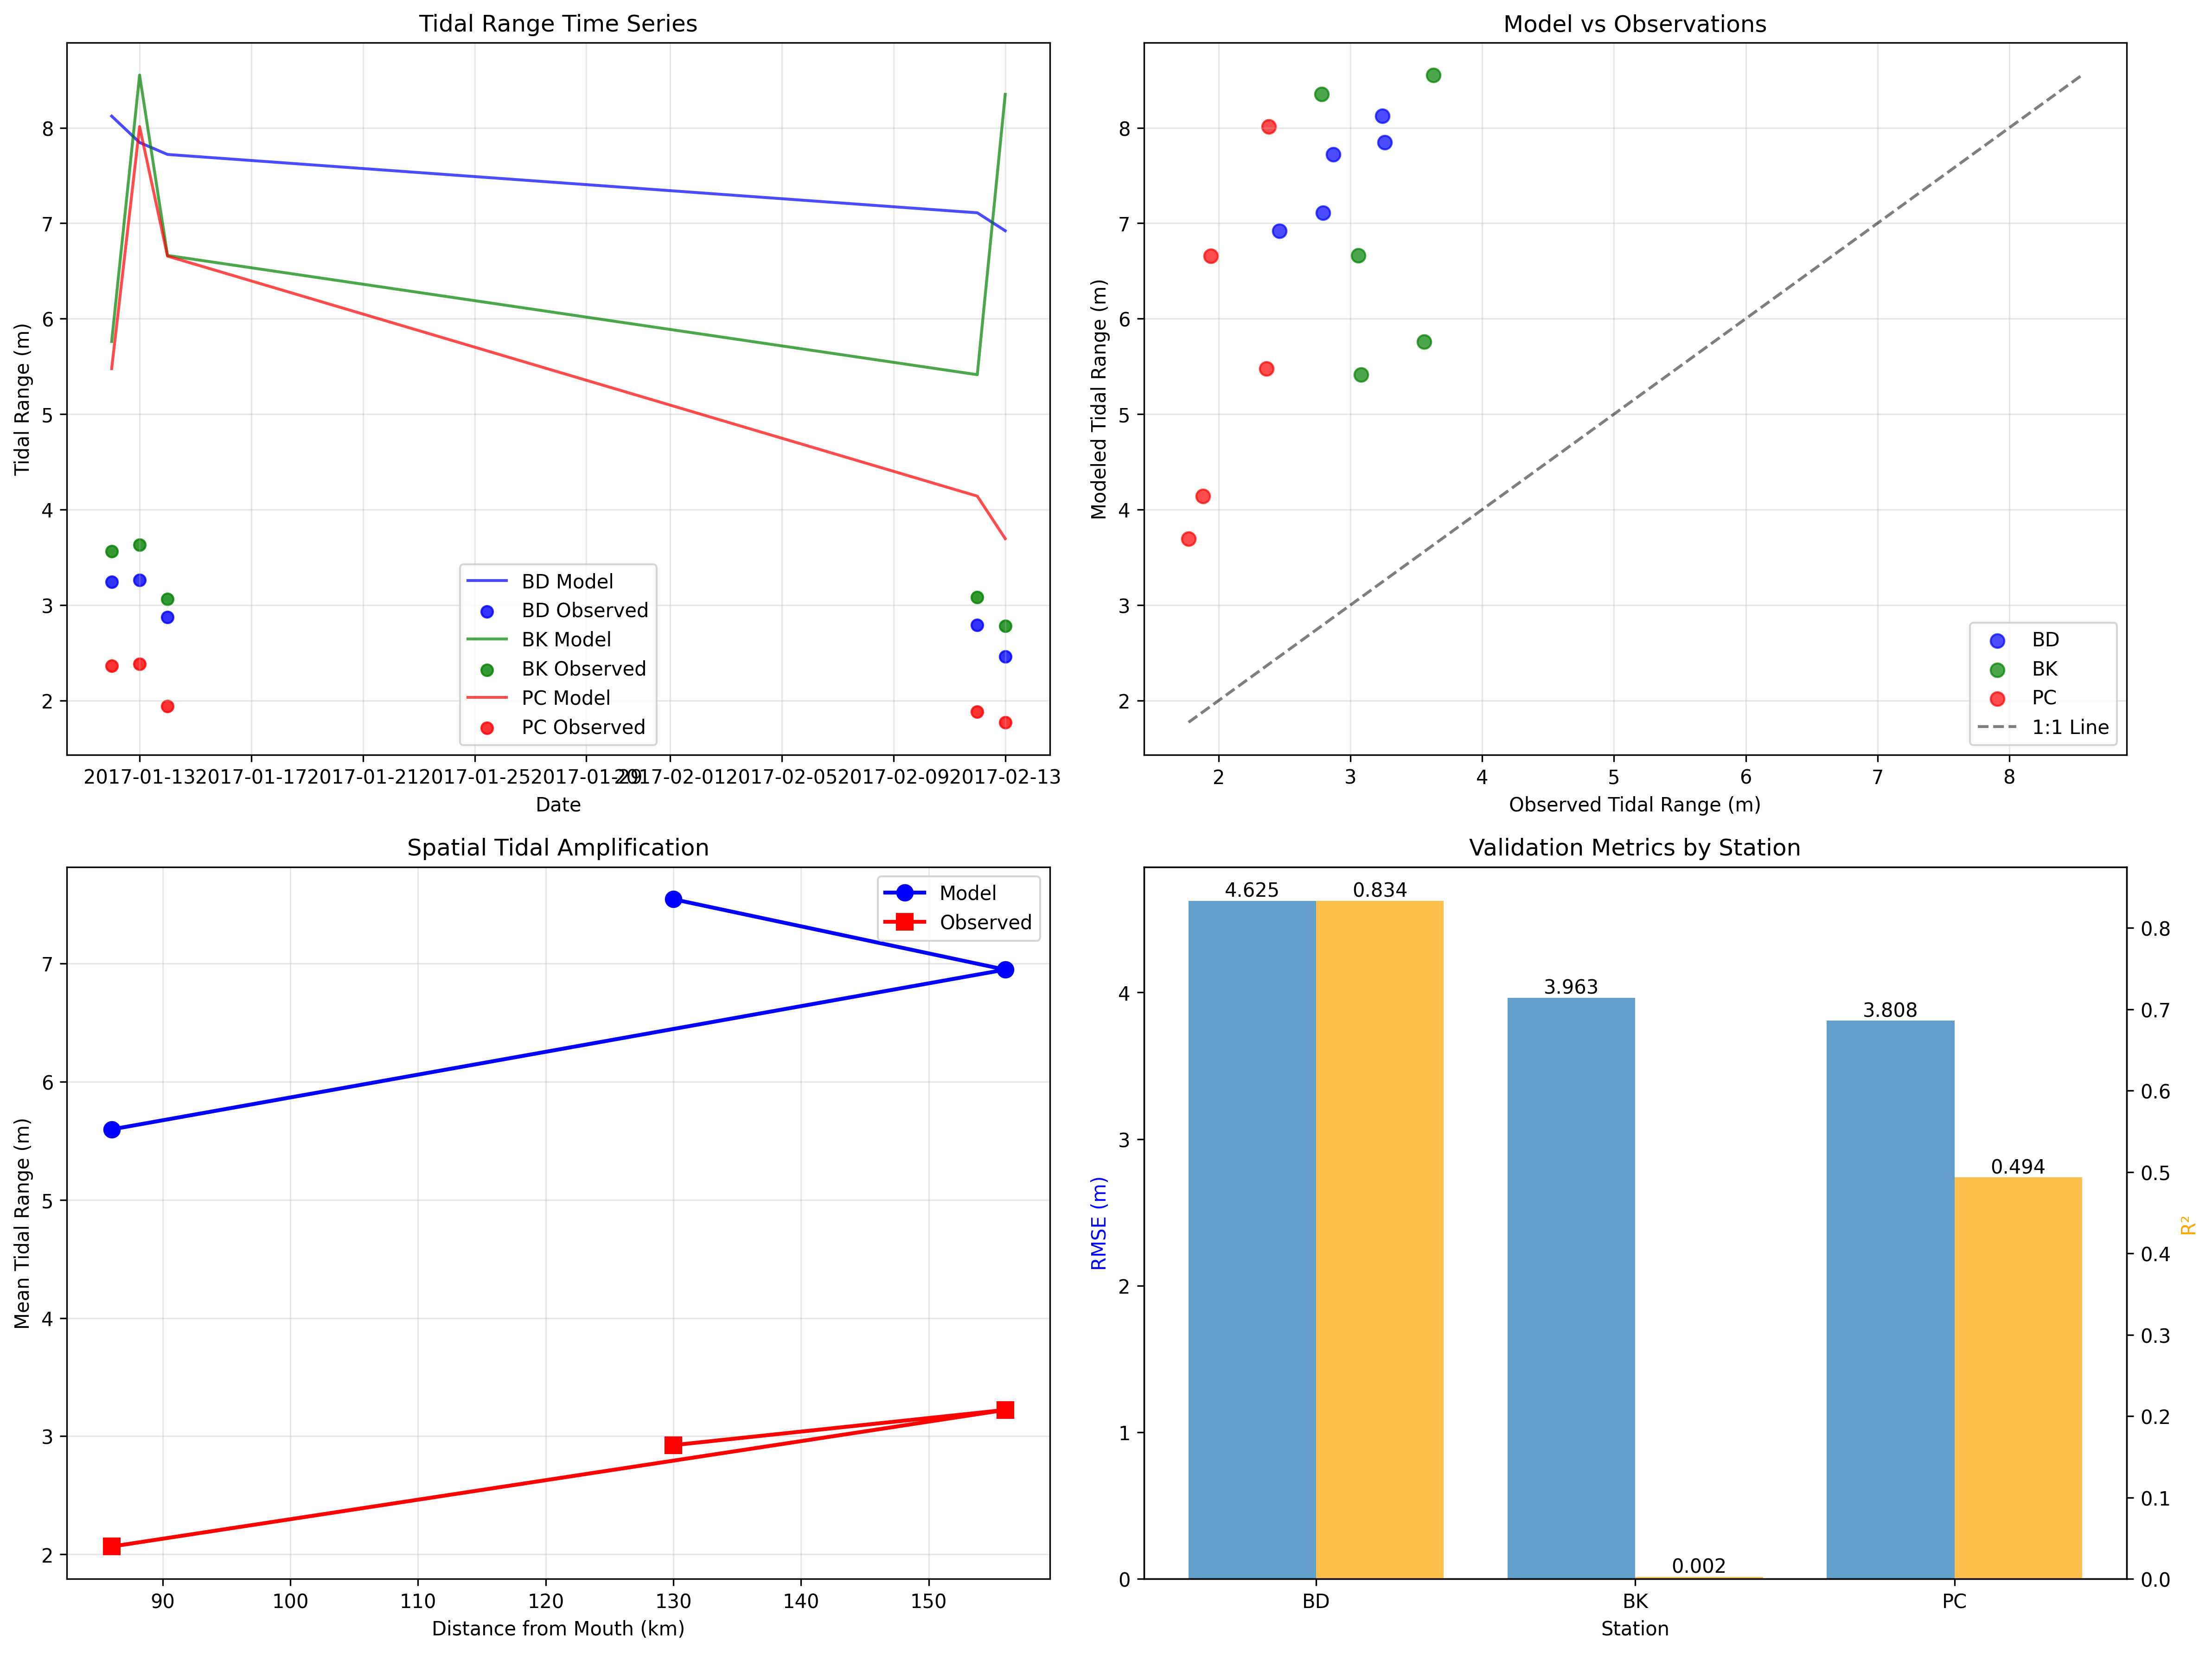 Tidal Range Time Series
Tidal Range (m)
8
7
6
5
4
3
2
BD Model
BD Observed
BK Model
BK Observed
PC Model
PC Observed
2017-01-13 2017-01-17 2017-01-21 2017-01-25 2017-01-29 2017-02-01 2017-02-05 2017-02-09 2017-02-13
Date
Model vs Observations
Modeled Tidal Range (m)
8
7
6
5
4
3
2
BD
BK
PC
1:1 Line
2 3 4 5 6 7 8
Observed Tidal Range (m)
Spatial Tidal Amplification
Mean Tidal Range (m)
7
6
5
4
3
2
Model
Observed
90 100 110 120 130 140 150
Distance from Mouth (km)
Validation Metrics by Station
RMSE (m)
4
3
2
1
0
4.625 0.834
3.963
0.002
3.808
0.494
0.8
0.7
0.6
0.5
0.4
0.3
0.2
0.1
0.0
R²
BD BK PC
Station